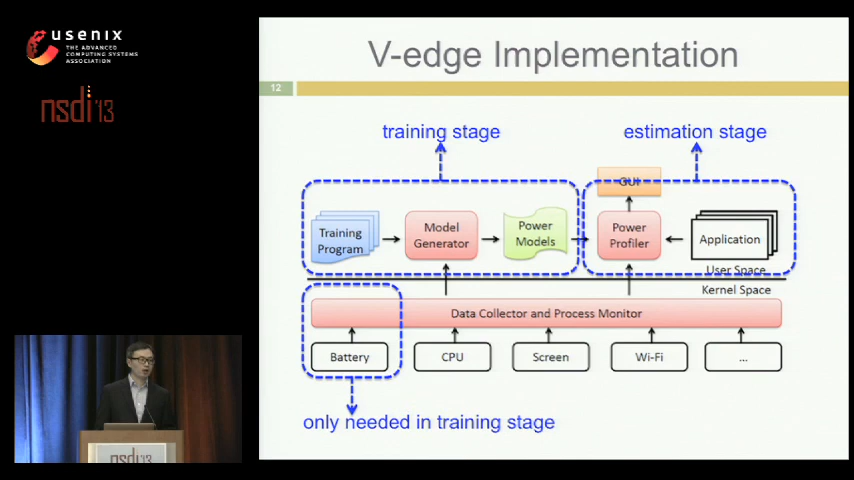 usenix
THE ADVANCED
COMPUTING SYSTEMS
ASSOCIATION
nsdi '13
V-edge Implementation
12
training stage
estimation stage
GUI
Training
Program
Model
Generator
Power
Models
Power
Profiler
Application
User Space
Kernel Space
Data Collector and Process Monitor
Battery
CPU
Screen
Wi-Fi
...
only needed in training stage
nsdi '13